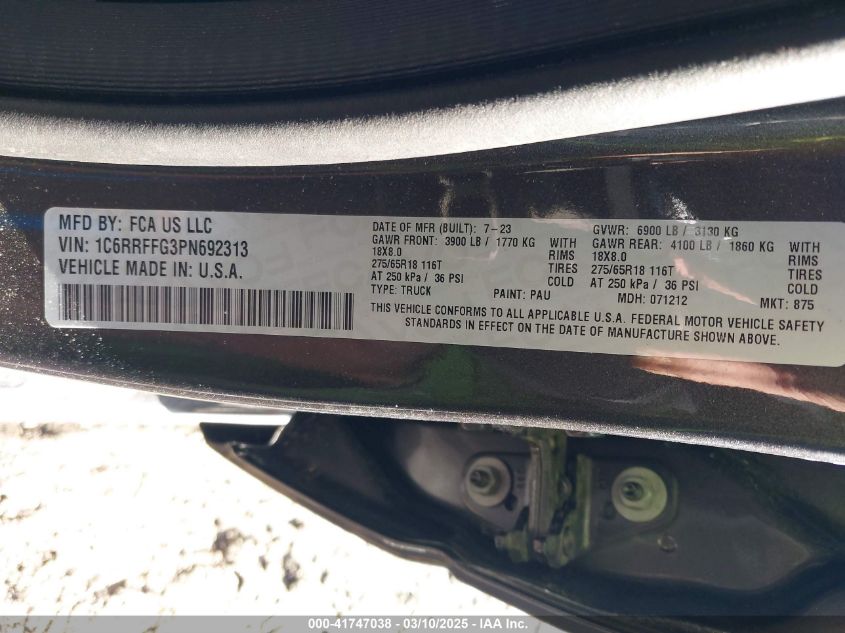 MFD BY: FCA US LLC
VIN: 1C6RRFFG3PN692313
VEHICLE MADE IN U.S.A.
DATE OF MFR (BUILT): 7-23
GAWR FRONT: 3900 LB / 1770 KG
18X8.0 RIMS
275/65R18 116T TIRES
AT 250 kPa / 36 PSI COLD
TYPE: TRUCK PAINT: PAU
GVWR: 6900 LB / 3130 KG
GAWR REAR: 4100 LB / 1860 KG
18X8.0 RIMS
275/65R18 116T TIRES
AT 250 kPa / 36 PSI COLD
MDH: 071212 MKT: 875
THIS VEHICLE CONFORMS TO ALL APPLICABLE U.S.A. FEDERAL MOTOR VEHICLE SAFETY
STANDARDS IN EFFECT ON THE DATE OF MANUFACTURE SHOWN ABOVE.
000-41747038 - 03/10/2025 - IAA Inc.